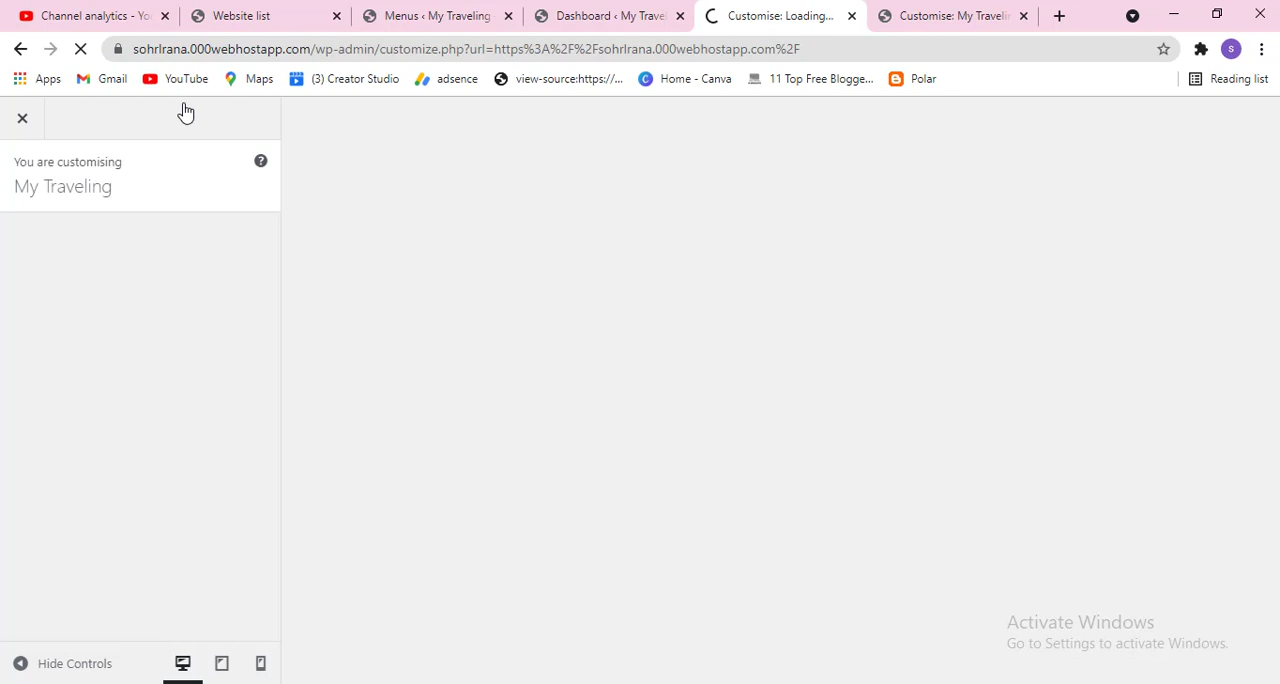 Channel analytics - Yo
Website list
Menus ‹ My Traveling
Dashboard ‹ My Travel
Customise: Loading...
Customise: My Travelin
sohrlrana.000webhostapp.com/wp-admin/customize.php?url=https%3A%2F%2Fsohrlrana.000webhostapp.com%2F
S
Apps
Gmail
YouTube
Maps
(3) Creator Studio
adsance
view-source:https://...
Home - Canva
11 Top Free Blogge...
Polar
Reading list
You are customising
My Traveling
Hide Controls
Activate Windows
Go to Settings to activate Windows.